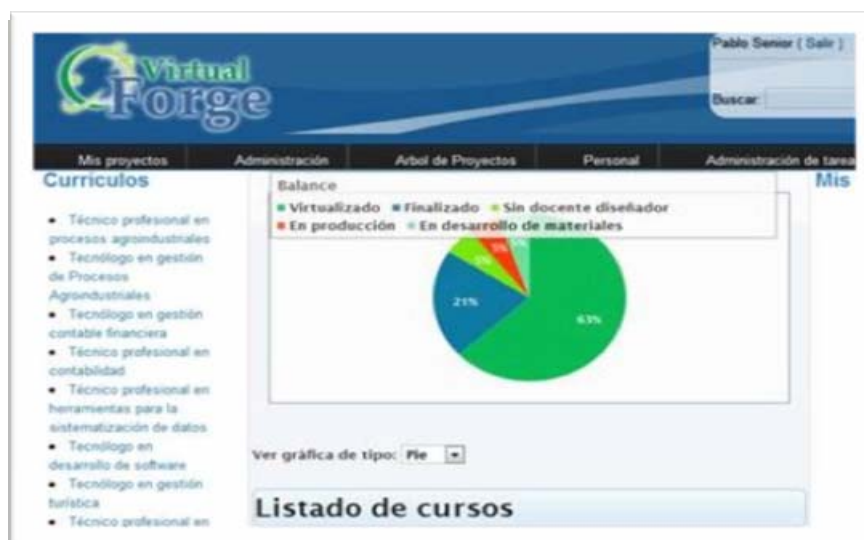 Virtual
Forge
Pablo Senior ( Salir )
Buscar:
Mis proyectos Administración Arbol de Proyectos Personal Administración de tarea
Curriculos
Técnico profesional en
procesos agroindustriales
Tecnólogo en gestión
de Procesos
Agroindustriales
Tecnólogo en gestión
contable financiera
Técnico profesional en
contabilidad
Técnico profesional en
herramientas para la
sistematización de datos
Tecnólogo en
desarrollo de software
Tecnólogo en gestión
turística
Técnico profesional en
Balance
Virtualizado Finalizado Sin docente diseñador
En producción En desarrollo de materiales
5% 5%
5%
21%
63%
Ver gráfica de tipo: Pie
Listado de cursos
Mis